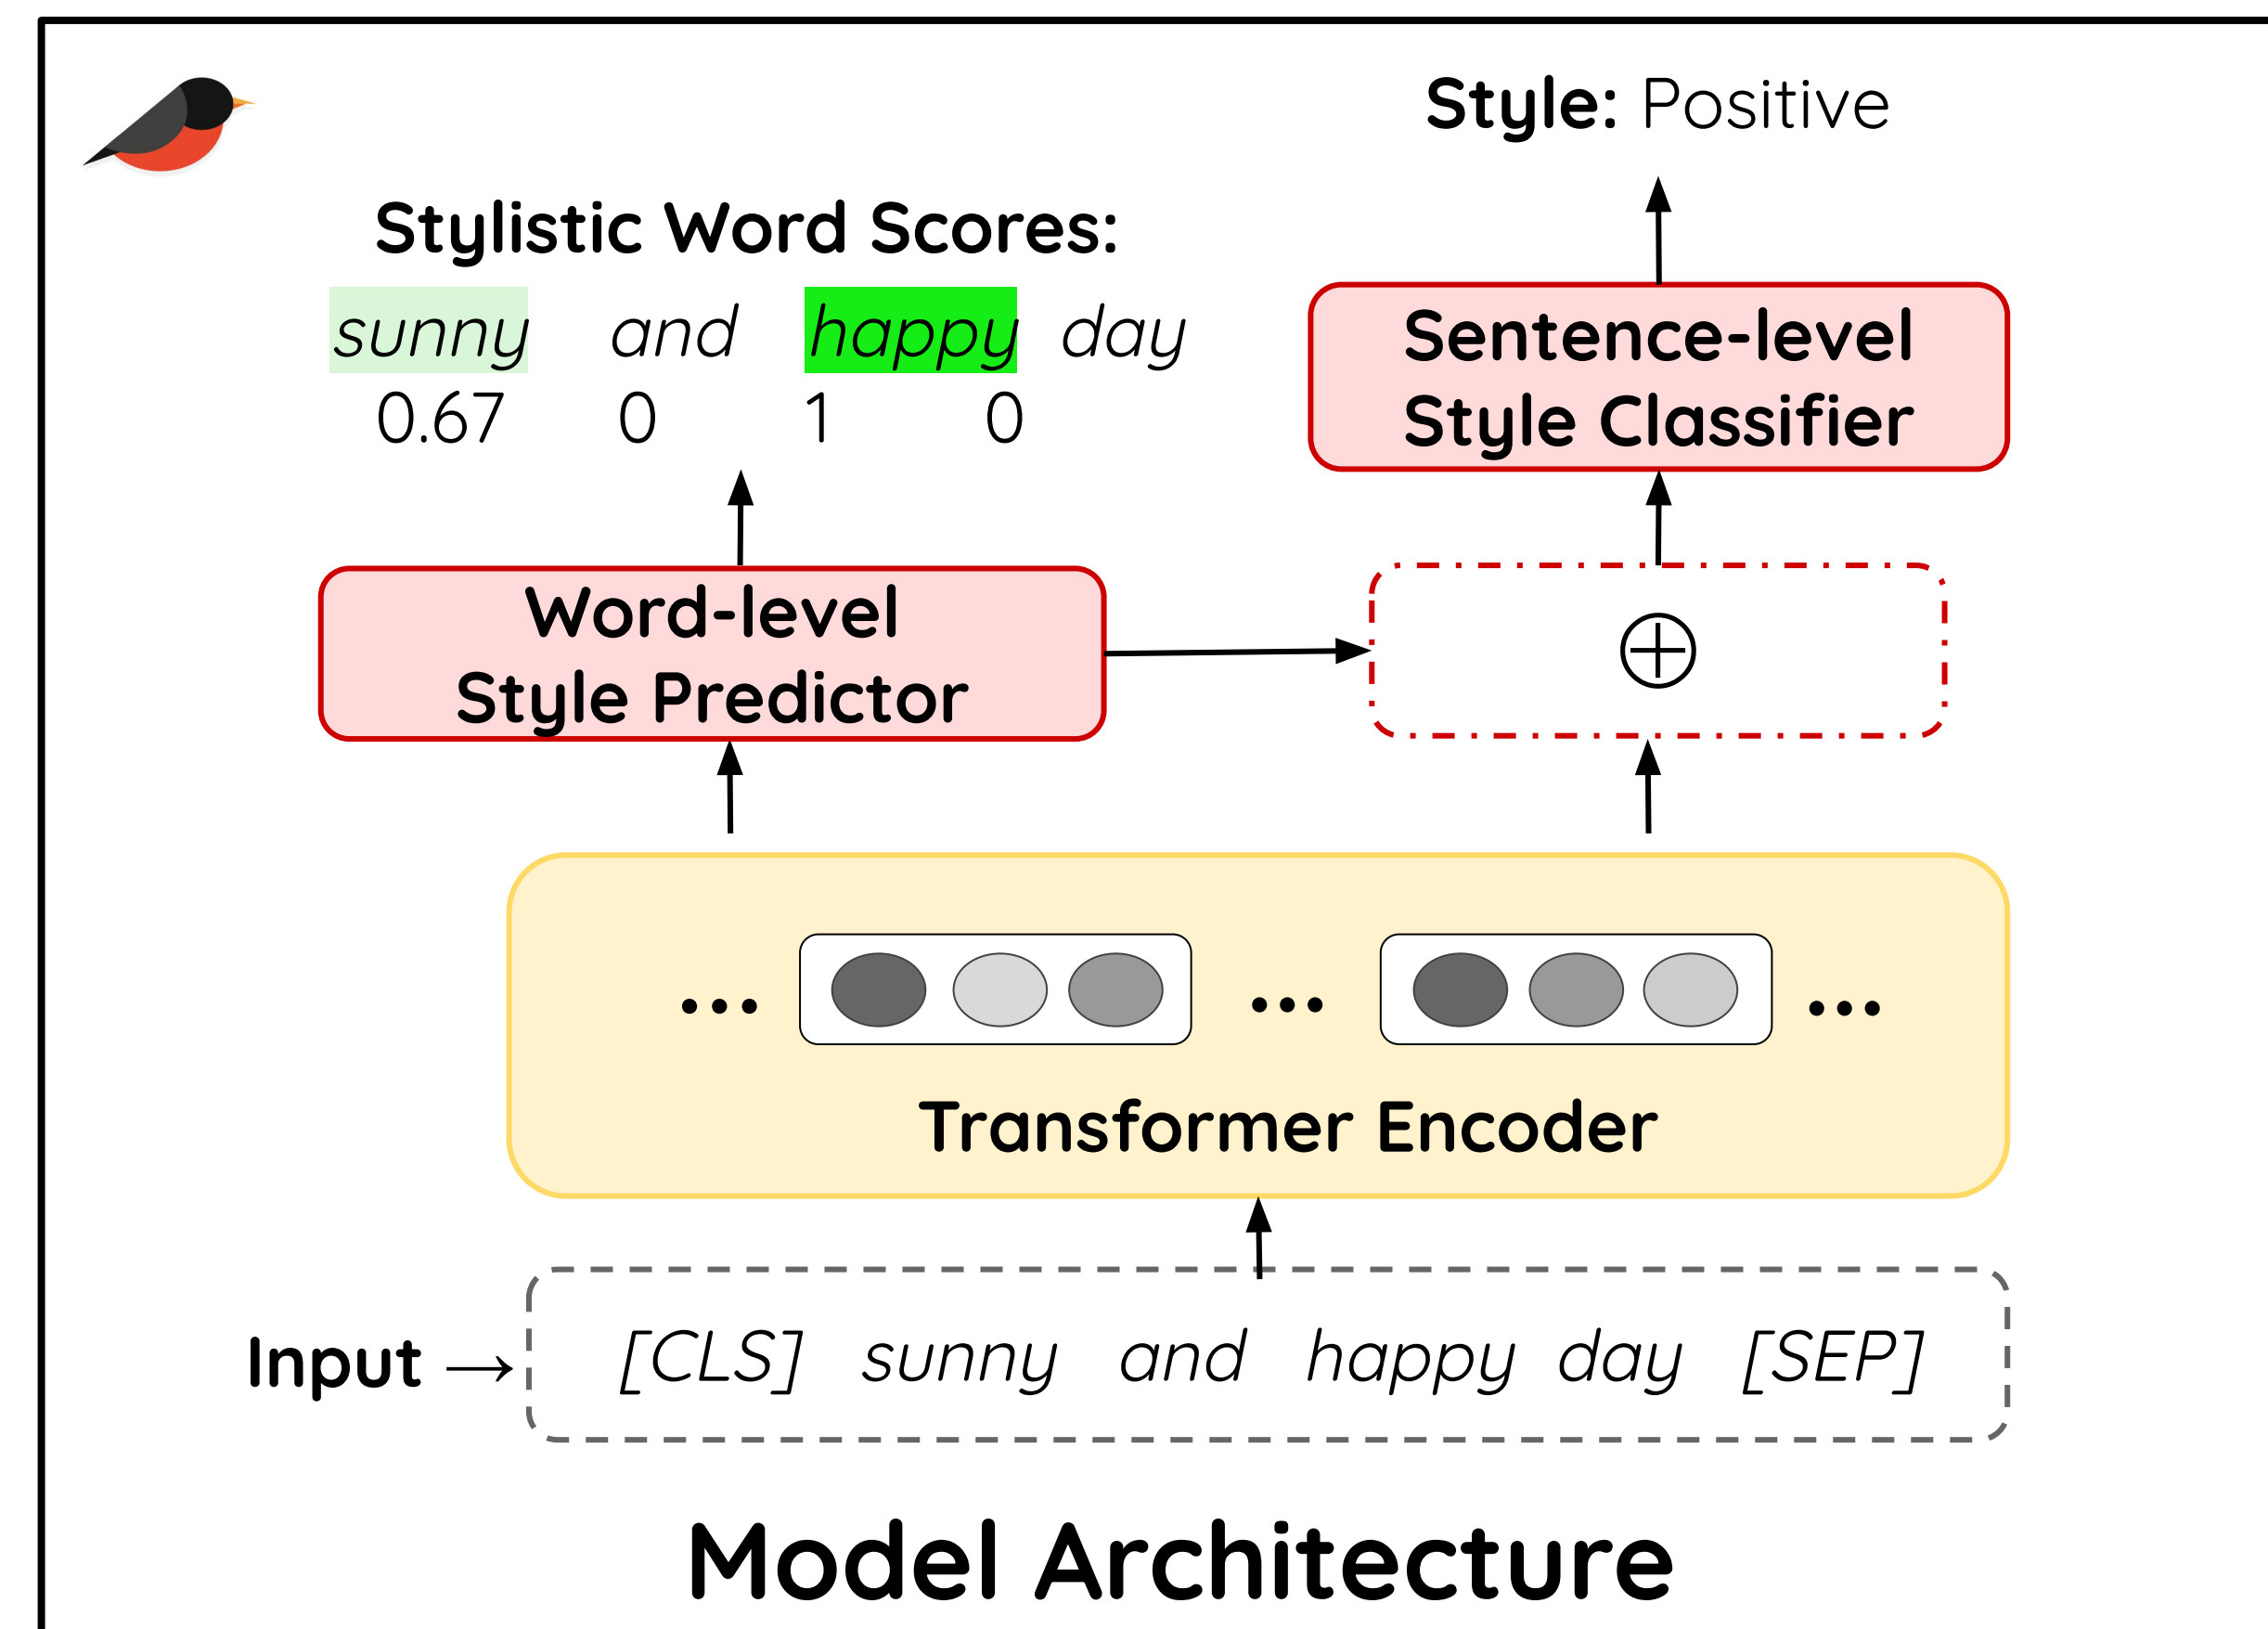 Style: Positive
Stylistic Word Scores:
sunny and happy day
0.67 0 1 0
Sentence-level
Style Classifier
Word-level
Style Predictor
Transformer Encoder
Input → [CLS] sunny and happy day [SEP]
Model Architecture